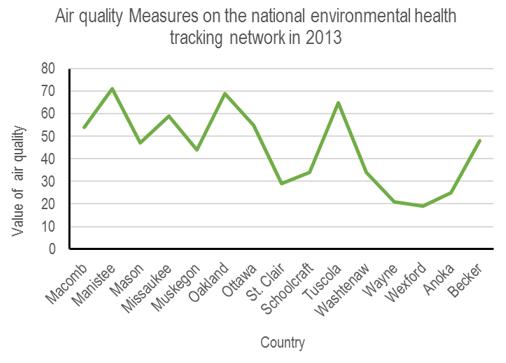 Air quality Measures on the national environmental health
tracking network in 2013
Value of air quality
80
70
60
50
40
30
20
10
0
Macomb
Manistee
Mason
Missaukee
Muskegon
Oakland
Ottawa
St. Clair
Schoolcraft
Tuscola
Washtenaw
Wayne
Wexford
Anoka
Becker
Country